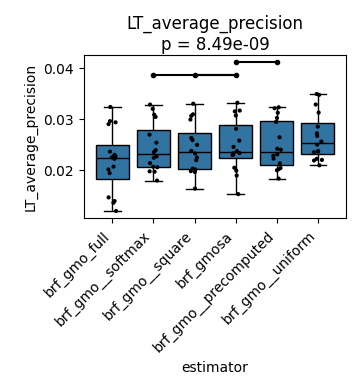 LT_average_precision
p = 8.49e-09
LT_average_precision
0.04
0.03
0.02
brf_gmo_full
brf_gmo__softmax
brf_gmo__square
brf_gmosa
brf_gmo__precomputed
brf_gmo__uniform
estimator